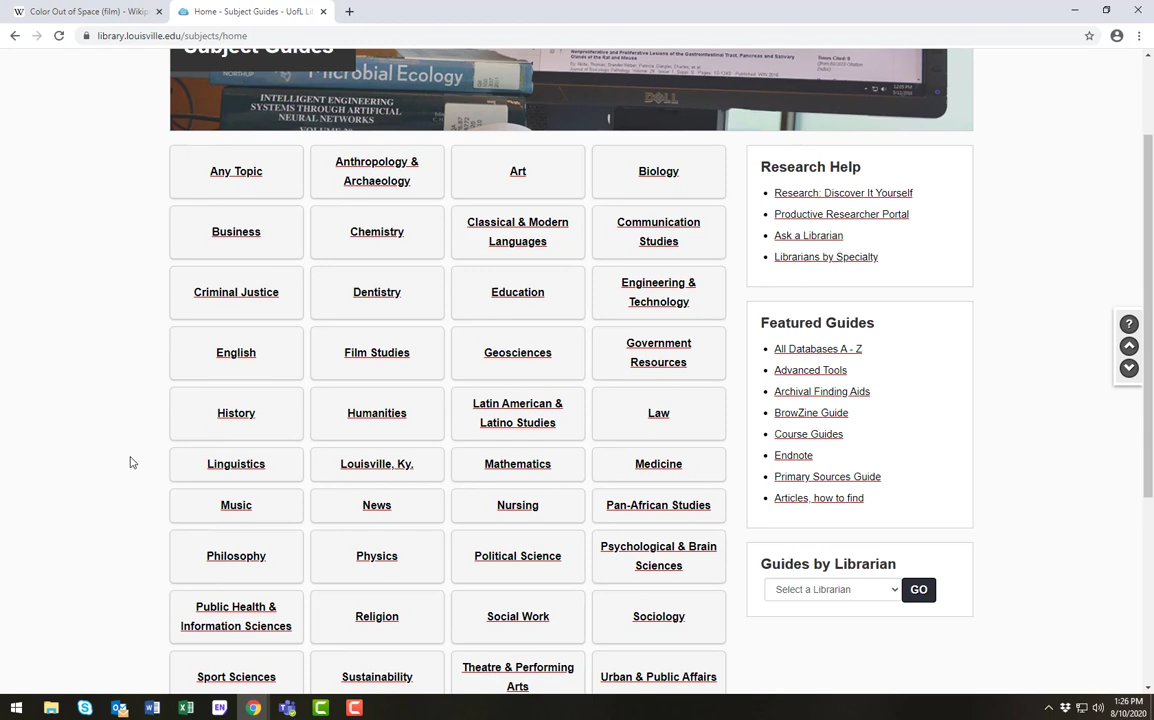 Color Out of Space (film) - Wikip
Home - Subject Guides - UofL Li
library.louisville.edu/subjects/home
Subject Guides
NORTHUP
Microbial Ecology
INTELLIGENT ENGINEERING
SYSTEMS THROUGH ARTIFICIAL
NEURAL NETWORKS
DELL
Any Topic
Anthropology &
Archaeology
Art
Biology
Business
Chemistry
Classical & Modern
Languages
Communication
Studies
Criminal Justice
Dentistry
Education
Engineering &
Technology
English
Film Studies
Geosciences
Government
Resources
History
Humanities
Latin American &
Latino Studies
Law
Linguistics
Louisville, Ky.
Mathematics
Medicine
Music
News
Nursing
Pan-African Studies
Philosophy
Physics
Political Science
Psychological & Brain
Sciences
Public Health &
Information Sciences
Religion
Social Work
Sociology
Sport Sciences
Sustainability
Theatre & Performing
Arts
Urban & Public Affairs
Research Help
Research: Discover It Yourself
Productive Researcher Portal
Ask a Librarian
Librarians by Specialty
Featured Guides
All Databases A - Z
Advanced Tools
Archival Finding Aids
BrowZine Guide
Course Guides
Endnote
Primary Sources Guide
Articles, how to find
Guides by Librarian
Select a Librarian
GO
?
EN
1:26 PM
8/10/2020